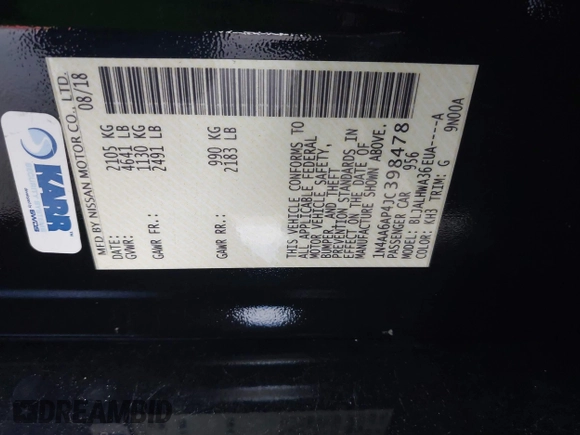 MFD BY NISSAN MOTOR CO., LTD.
DATE: 08/18
GVWR: 2105 KG
4641 LB
GAWR FR: 1130 KG
2491 LB
GAWR RR: 990 KG
2183 LB
THIS VEHICLE CONFORMS TO
ALL APPLICABLE FEDERAL
MOTOR VEHICLE SAFETY,
BUMPER, AND THEFT
PREVENTION STANDARDS IN
EFFECT ON THE DATE OF
MANUFACTURE SHOWN ABOVE.
1N4AA6AP4JC398478
PASSENGER CAR 956
MODEL: BLJALHWA36EUA----A
COLOR: KH3 TRIM: G 9N00A
KARR
DREAMBID